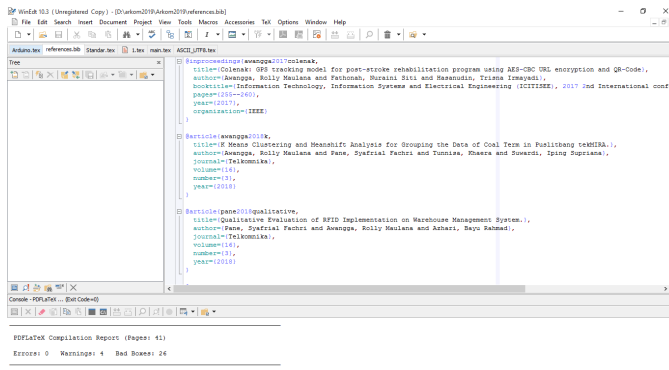 WinEdt 10.3 (Unregistered Copy) - [D:\arkom2019\Arkom2019\references.bib]
File Edit Search Insert Document Project View Tools Macros Accessories TeX Options Window Help
Arduino.tex references.bib Standar.tex 1.tex main.tex ASCII_UTF8.tex
Tree
@inproceedings{awangga2017colenak,
title={Colenak: GPS tracking model for post-stroke rehabilitation program using AES-CBC URL enryption and QR-Code},
author={Awangga, Rolly Maulana and Fathonah, Nuraini Siti and Hasanudin, Trisna Irmayadi},
booktitle={Information Technology, Information Systems and Electrical Engineering (ICITISEE), 2017 2nd International conf
pages={255--260},
year={2017},
organization={IEEE}
}
@article{awangga2018k,
title={K Means Clustering and Meanshift Analysis for Grouping the Data of Coal Term in Puslitbang tekMIRA.},
author={Awangga, Rolly Maulana and Pane, Syafrial Fachri and Tunnisa, Khaera and Suwardi, Iping Supriana},
journal={Telkomnika},
volume={16},
number={3},
year={2018}
}
@article{pane2018qualitative,
title={Qualitative Evaluation of RFID Implementation on Warehouse Management System.},
author={Pane, Syafrial Fachri and Awangga, Rolly Maulana and Azhari, Bayu Rahmad},
journal={Telkomnika},
volume={16},
number={3},
year={2018}
}
Console - PDFLaTeX ... (Exit Code=0)
PDFLaTeX Compilation Report (Pages: 41)
Errors: 0 Warnings: 4 Bad Boxes: 26